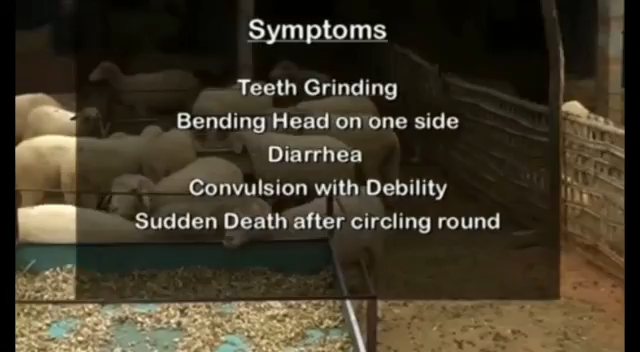 Symptoms
Teeth Grinding
Bending Head on one side
Diarrhea
Convulsion with Debility
Sudden Death after circling round